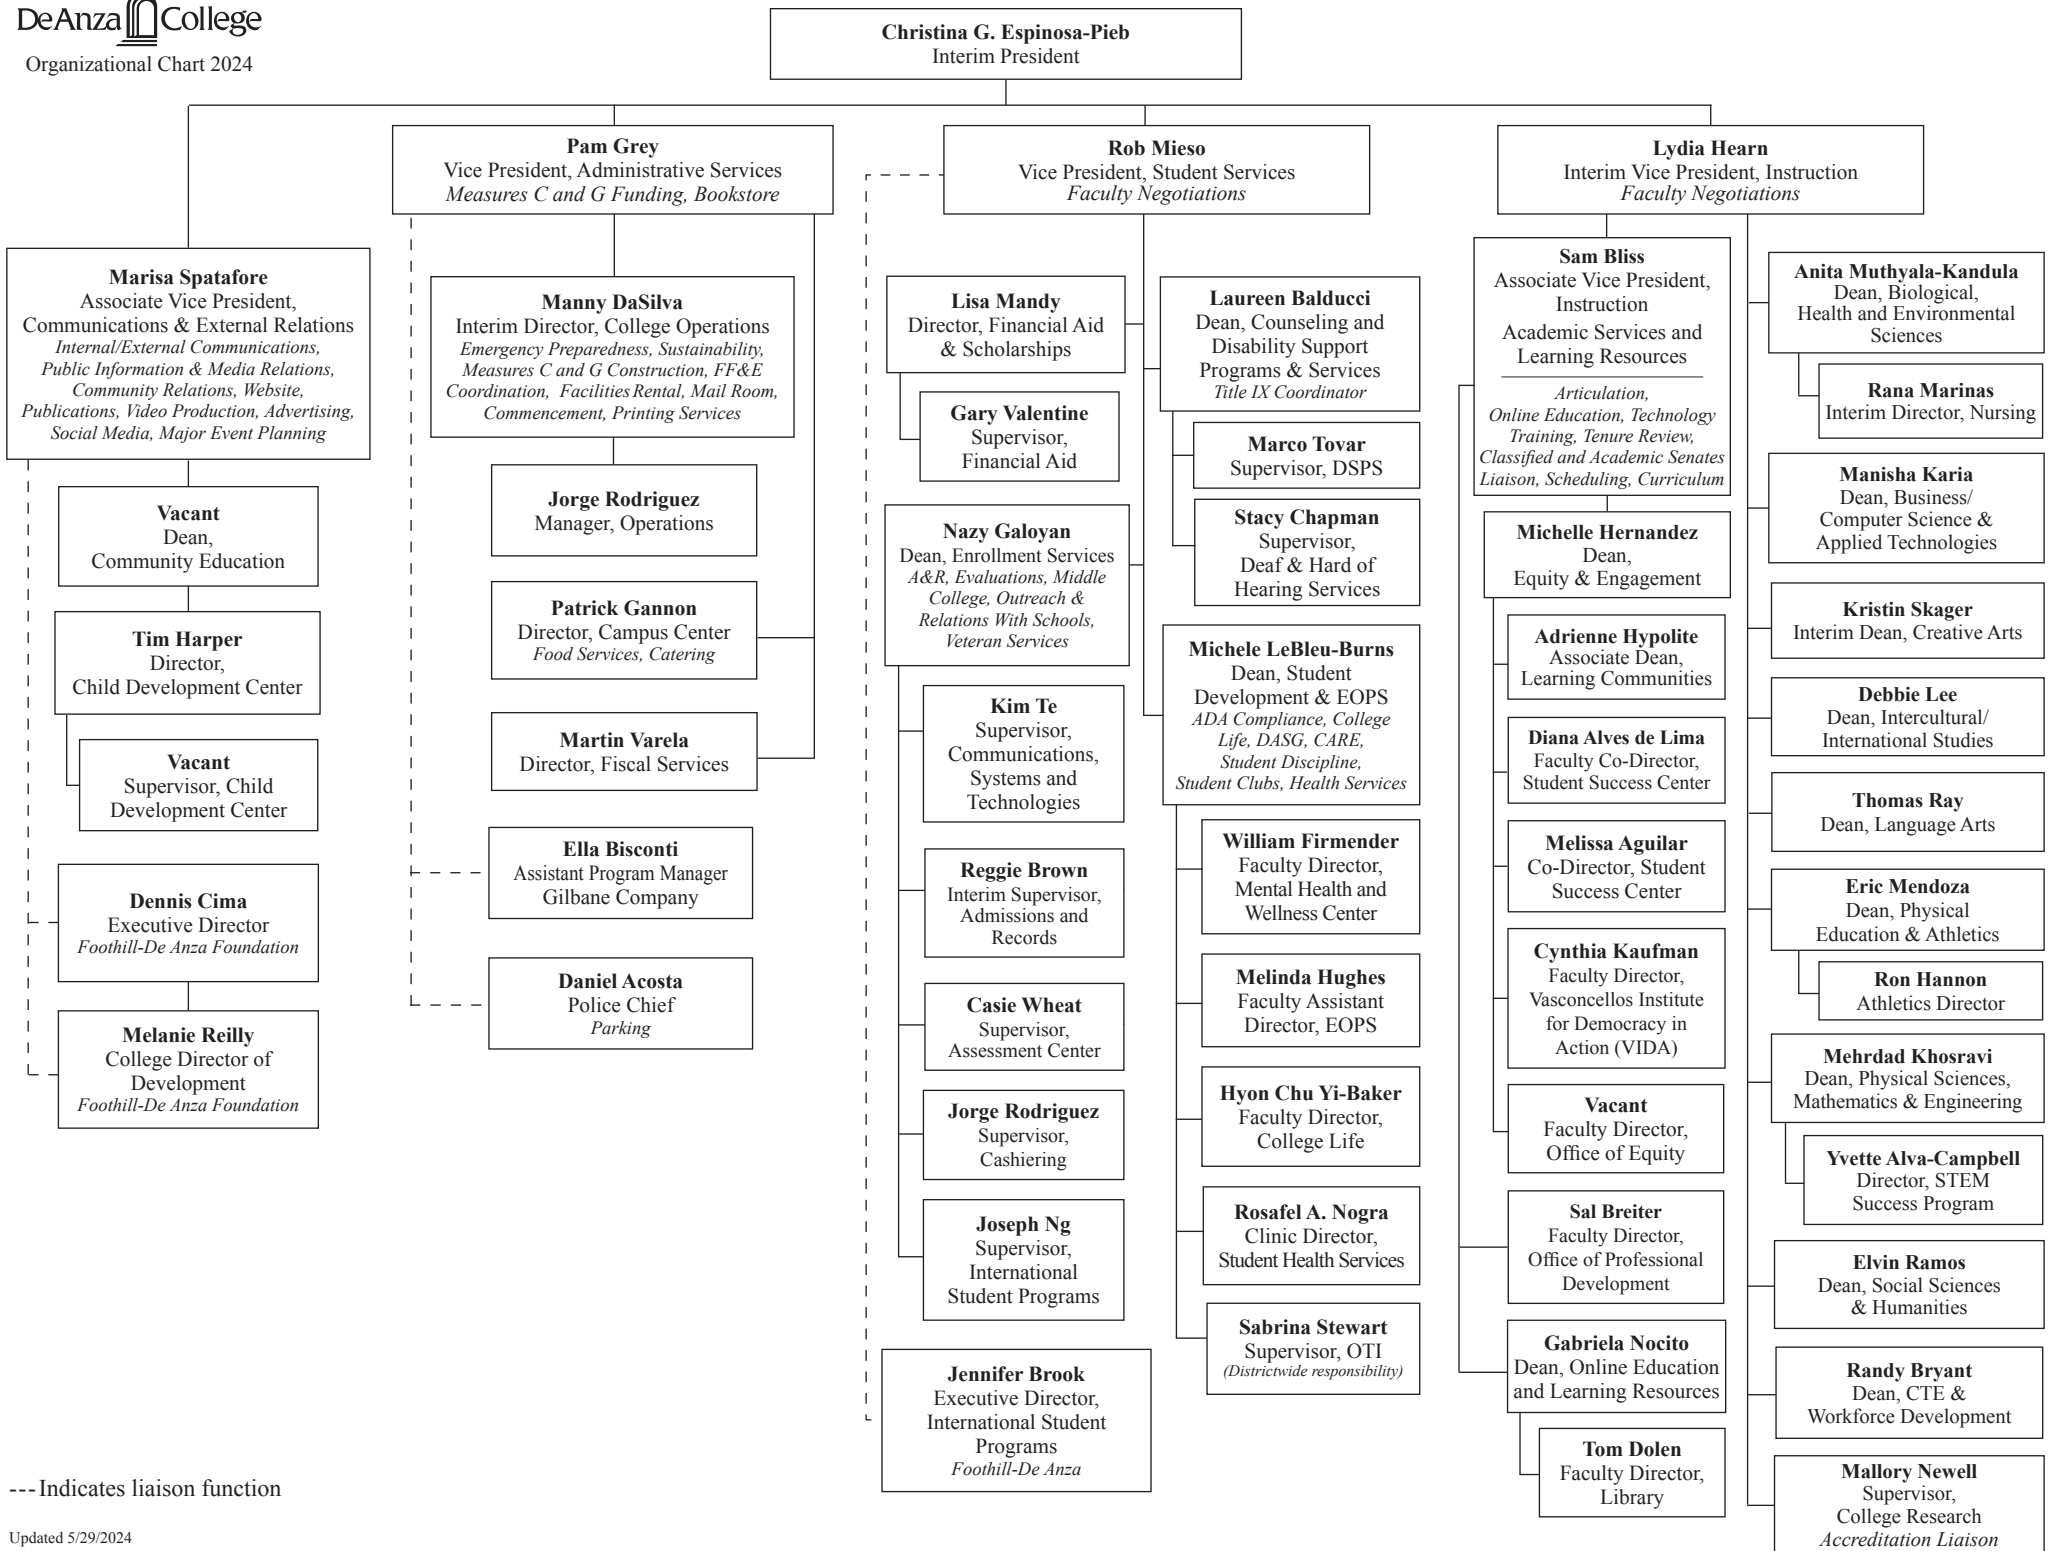 DeAnza College
Organizational Chart 2024
Christina G. Espinosa-Pieb
Interim President
Marisa Spatafore
Associate Vice President,
Communications & External Relations
Internal/External Communications,
Public Information & Media Relations,
Community Relations, Website,
Publications, Video Production, Advertising,
Social Media, Major Event Planning
Vacant
Dean,
Community Education
Tim Harper
Director,
Child Development Center
Vacant
Supervisor, Child
Development Center
Dennis Cima
Executive Director
Foothill-De Anza Foundation
Melanie Reilly
College Director of
Development
Foothill-De Anza Foundation
Pam Grey
Vice President, Administrative Services
Measures C and G Funding, Bookstore
Manny DaSilva
Interim Director, College Operations
Emergency Preparedness, Sustainability,
Measures C and G Construction, FF&E
Coordination, Facilities Rental, Mail Room,
Commencement, Printing Services
Jorge Rodriguez
Manager, Operations
Patrick Gannon
Director, Campus Center
Food Services, Catering
Martin Varela
Director, Fiscal Services
Ella Bisconti
Assistant Program Manager
Gilbane Company
Daniel Acosta
Police Chief
Parking
Rob Mieso
Vice President, Student Services
Faculty Negotiations
Lisa Mandy
Director, Financial Aid
& Scholarships
Gary Valentine
Supervisor,
Financial Aid
Nazy Galoyan
Dean, Enrollment Services
A&R, Evaluations, Middle
College, Outreach &
Relations With Schools,
Veteran Services
Kim Te
Supervisor,
Communications,
Systems and
Technologies
Reggie Brown
Interim Supervisor,
Admissions and
Records
Casie Wheat
Supervisor,
Assessment Center
Jorge Rodriguez
Supervisor,
Cashiering
Joseph Ng
Supervisor,
International
Student Programs
Jennifer Brook
Executive Director,
International Student
Programs
Foothill-De Anza
Laureen Balducci
Dean, Counseling and
Disability Support
Programs & Services
Title IX Coordinator
Marco Tovar
Supervisor, DSPS
Stacy Chapman
Supervisor,
Deaf & Hard of
Hearing Services
Michele LeBleu-Burns
Dean, Student
Development & EOPS
ADA Compliance, College
Life, DASG, CARE,
Student Discipline,
Student Clubs, Health Services
William Firmender
Faculty Director,
Mental Health and
Wellness Center
Melinda Hughes
Faculty Assistant
Director, EOPS
Hyon Chu Yi-Baker
Faculty Director,
College Life
Rosafel A. Nogra
Clinic Director,
Student Health Services
Sabrina Stewart
Supervisor, OTI
(Districtwide responsibility)
Lydia Hearn
Interim Vice President, Instruction
Faculty Negotiations
Sam Bliss
Associate Vice President,
Instruction
Academic Services and
Learning Resources
Articulation,
Online Education, Technology
Training, Tenure Review,
Classified and Academic Senates
Liaison, Scheduling, Curriculum
Michelle Hernandez
Dean,
Equity & Engagement
Adrienne Hypolite
Associate Dean,
Learning Communities
Diana Alves de Lima
Faculty Co-Director,
Student Success Center
Melissa Aguilar
Co-Director, Student
Success Center
Cynthia Kaufman
Faculty Director,
Vasconcellos Institute
for Democracy in
Action (VIDA)
Vacant
Faculty Director,
Office of Equity
Sal Breiter
Faculty Director,
Office of Professional
Development
Gabriela Nocito
Dean, Online Education
and Learning Resources
Tom Dolen
Faculty Director,
Library
Anita Muthyala-Kandula
Dean, Biological,
Health and Environmental
Sciences
Rana Marinas
Interim Director, Nursing
Manisha Karia
Dean, Business/
Computer Science &
Applied Technologies
Kristin Skager
Interim Dean, Creative Arts
Debbie Lee
Dean, Intercultural/
International Studies
Thomas Ray
Dean, Language Arts
Eric Mendoza
Dean, Physical
Education & Athletics
Ron Hannon
Athletics Director
Mehrdad Khosravi
Dean, Physical Sciences,
Mathematics & Engineering
Yvette Alva-Campbell
Director, STEM
Success Program
Elvin Ramos
Dean, Social Sciences
& Humanities
Randy Bryant
Dean, CTE &
Workforce Development
Mallory Newell
Supervisor,
College Research
Accreditation Liaison
--- Indicates liaison function
Updated 5/29/2024